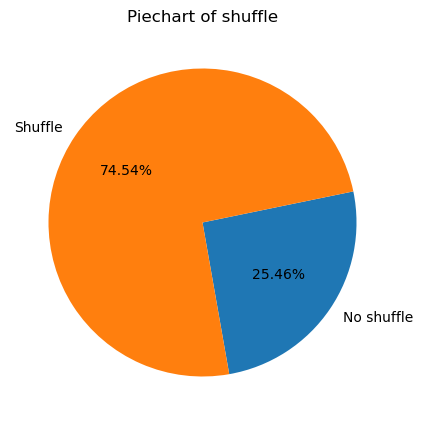 Piechart of shuffle
Shuffle
74.54%
25.46%
No shuffle